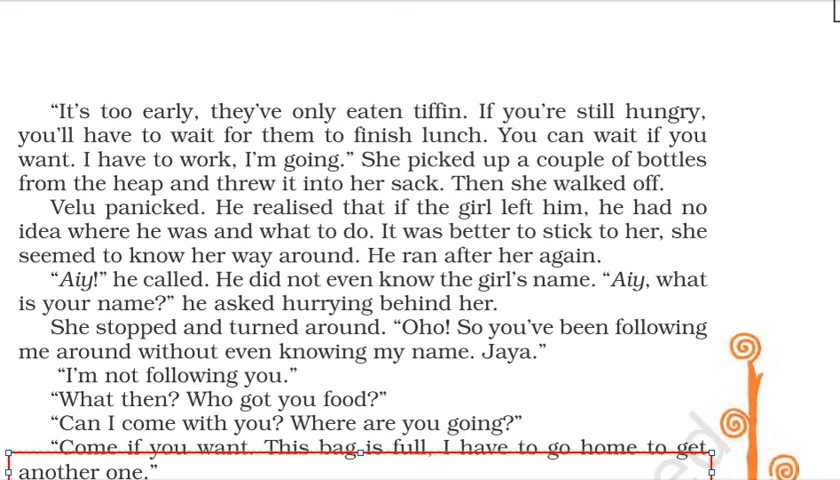 “It’s too early, they’ve only eaten tiffin. If you’re still hungry,
you’ll have to wait for them to finish lunch. You can wait if you
want. I have to work, I’m going.” She picked up a couple of bottles
from the heap and threw it into her sack. Then she walked off.
Velu panicked. He realised that if the girl left him, he had no
idea where he was and what to do. It was better to stick to her, she
seemed to know her way around. He ran after her again.
“Aiy!” he called. He did not even know the girl’s name. “Aiy, what
is your name?” he asked hurrying behind her.
She stopped and turned around. “Oho! So you’ve been following
me around without even knowing my name. Jaya.”
“I’m not following you.”
“What then? Who got you food?”
“Can I come with you? Where are you going?”
“Come if you want. This bag is full, I have to go home to get
another one.”